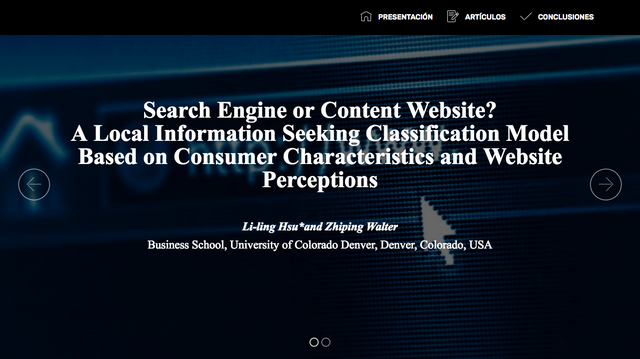 PRESENTACIÓN
ARTÍCULOS
CONCLUSIONES
Search Engine or Content Website?
A Local Information Seeking Classification Model
Based on Consumer Characteristics and Website
Perceptions
Li-ling Hsu*and Zhiping Walter
Business School, University of Colorado Denver, Denver, Colorado, USA
http://